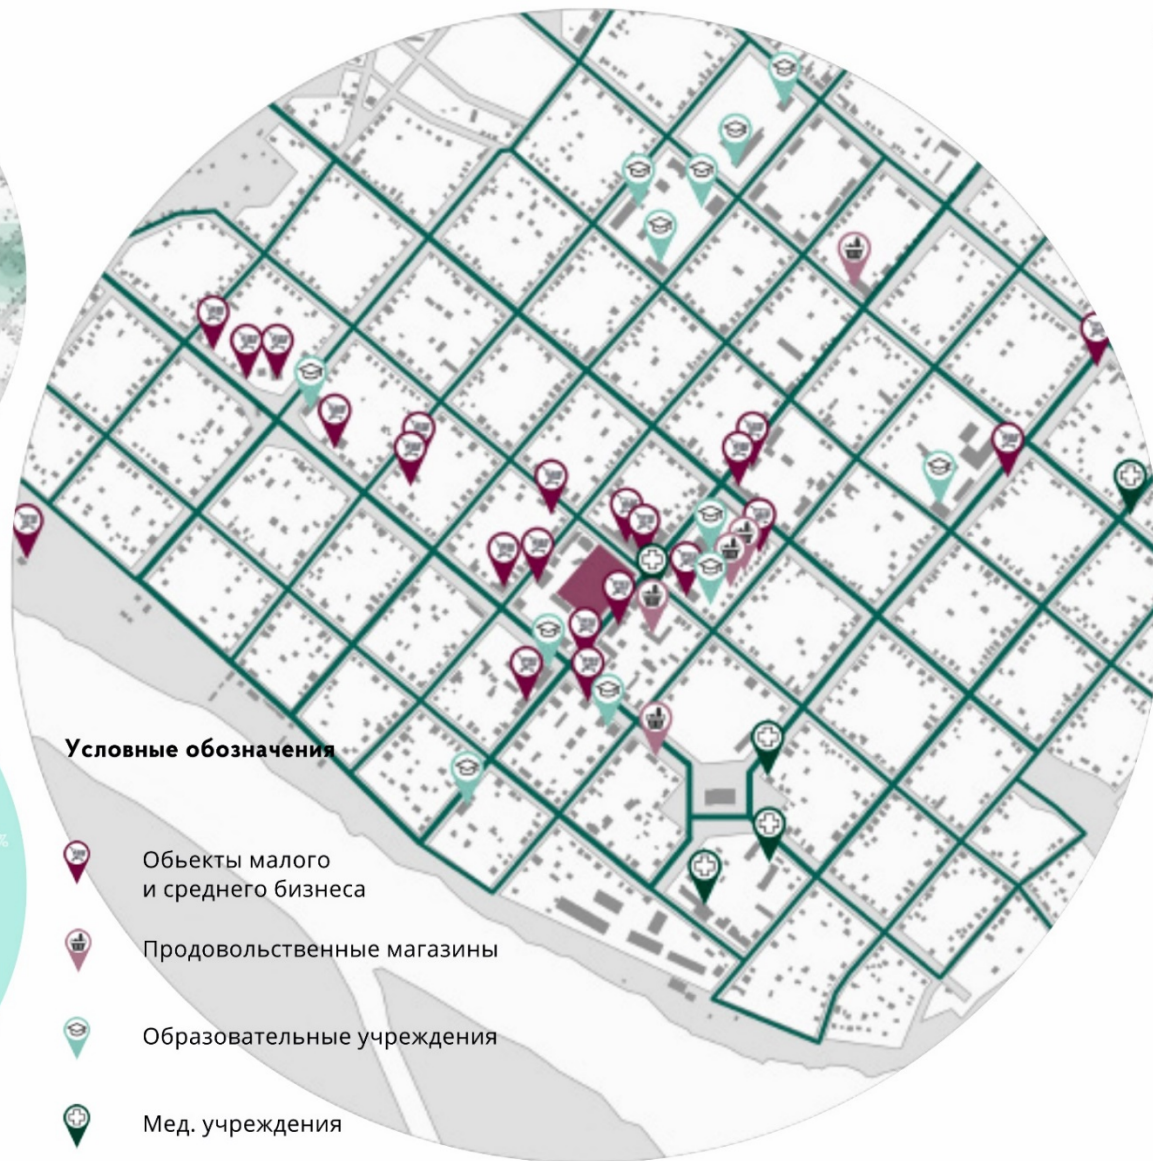 Условные обозначения
Обьекты малого
и среднего бизнеса
Продовольственные магазины
Образовательные учреждения
Мед. учреждения
%